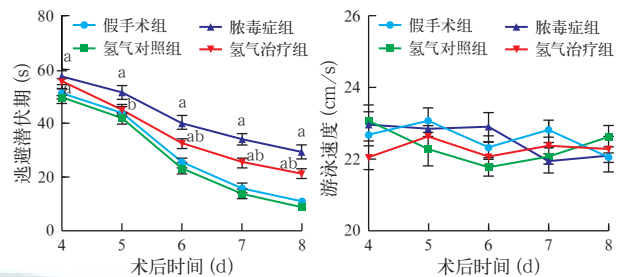 假手术组 脓毒症组
氢气对照组 氢气治疗组
逃避潜伏期 (s)
80
60
40
20
0
a a a a a
b ab ab ab
4 5 6 7 8
术后时间 (d)
假手术组 脓毒症组
氢气对照组 氢气治疗组
游泳速度 (cm/s)
26
24
22
20
4 5 6 7 8
术后时间 (d)